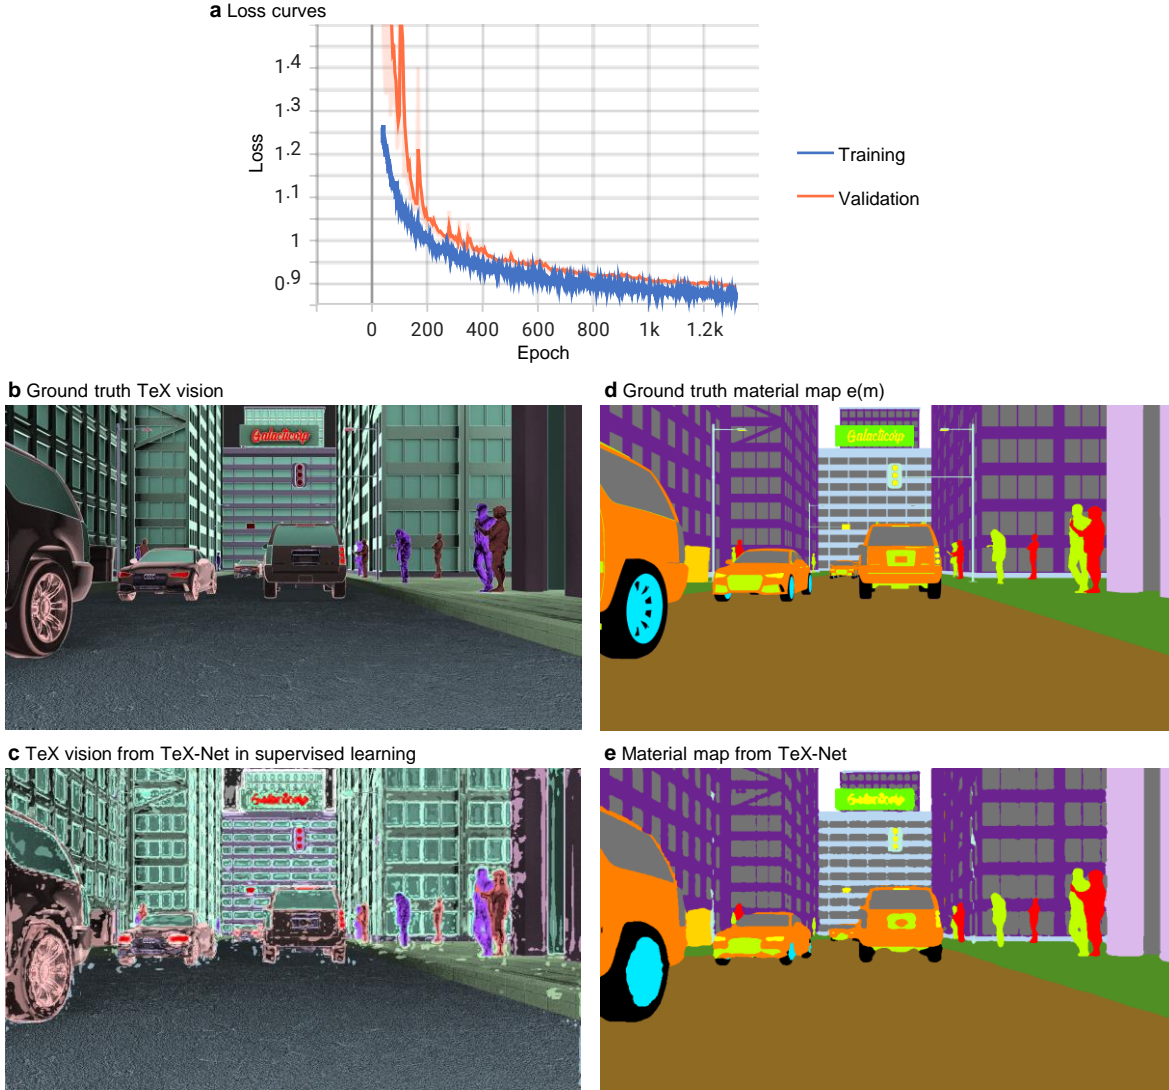 a Loss curves
1.4
1.3
1.2
1.1
1
0.9
Loss
0
200
400
600
800
1k
1.2k
Epoch
Training
Validation
b Ground truth TeX vision
Galacticorp
d Ground truth material map e(m)
Galacticorp
c TeX vision from TeX-Net in supervised learning
Galacticorp
e Material map from TeX-Net
Galacticorp